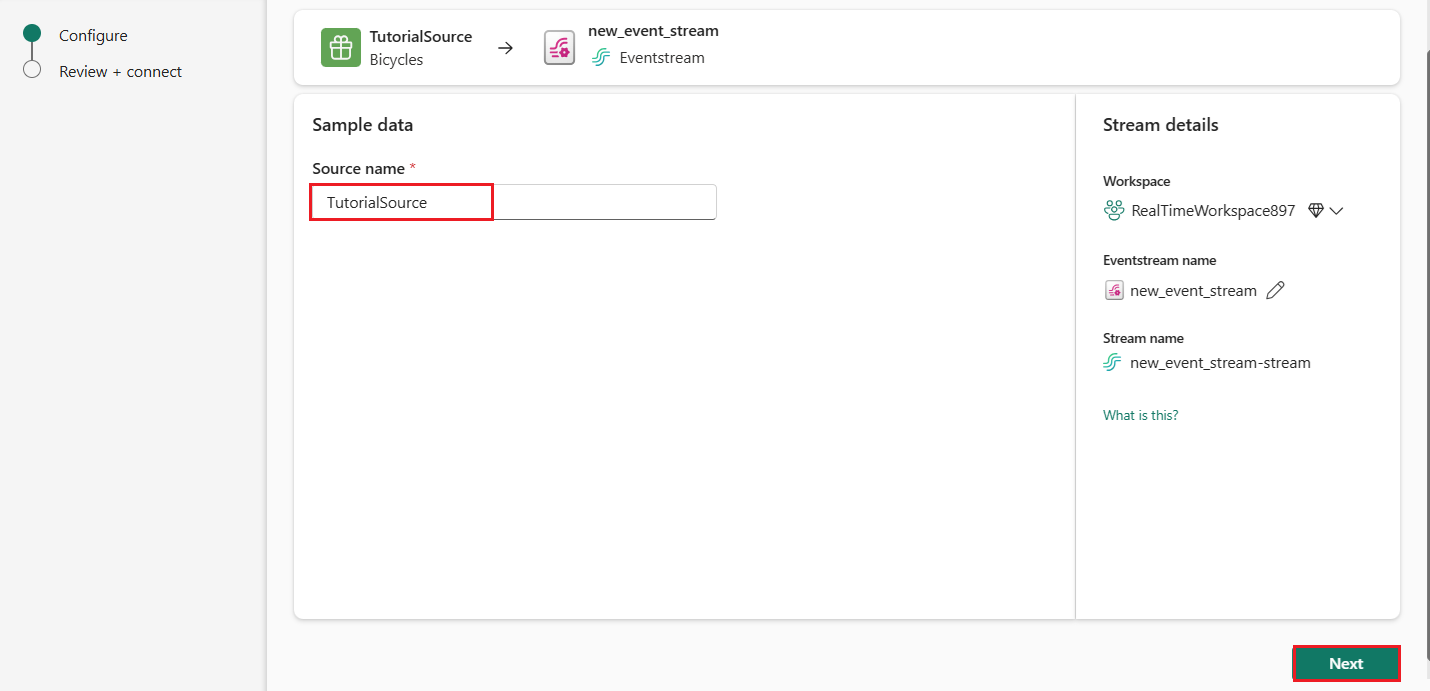 Configure
Review + connect
TutorialSource
Bicycles
new_event_stream
Eventstream
Sample data
Source name *
TutorialSource
Stream details
Workspace
RealTimeWorkspace897
Eventstream name
new_event_stream
Stream name
new_event_stream-stream
What is this?
Next